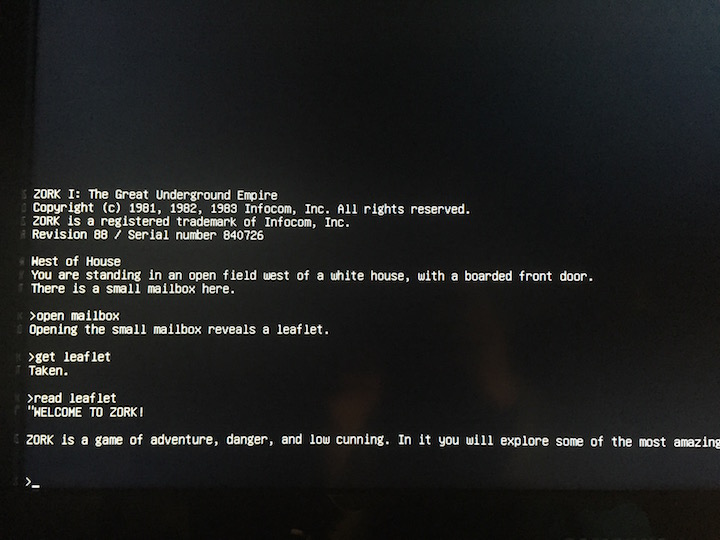 ZORK I: The Great Underground Empire
Copyright (c) 1981, 1982, 1983 Infocom, Inc. All rights reserved.
ZORK is a registered trademark of Infocom, Inc.
Revision 88 / Serial number 840726
West of House
You are standing in an open field west of a white house, with a boarded front door.
There is a small mailbox here.
>open mailbox
Opening the small mailbox reveals a leaflet.
>get leaflet
Taken.
>read leaflet
"WELCOME TO ZORK!
ZORK is a game of adventure, danger, and low cunning. In it you will explore some of the most amazing
>_